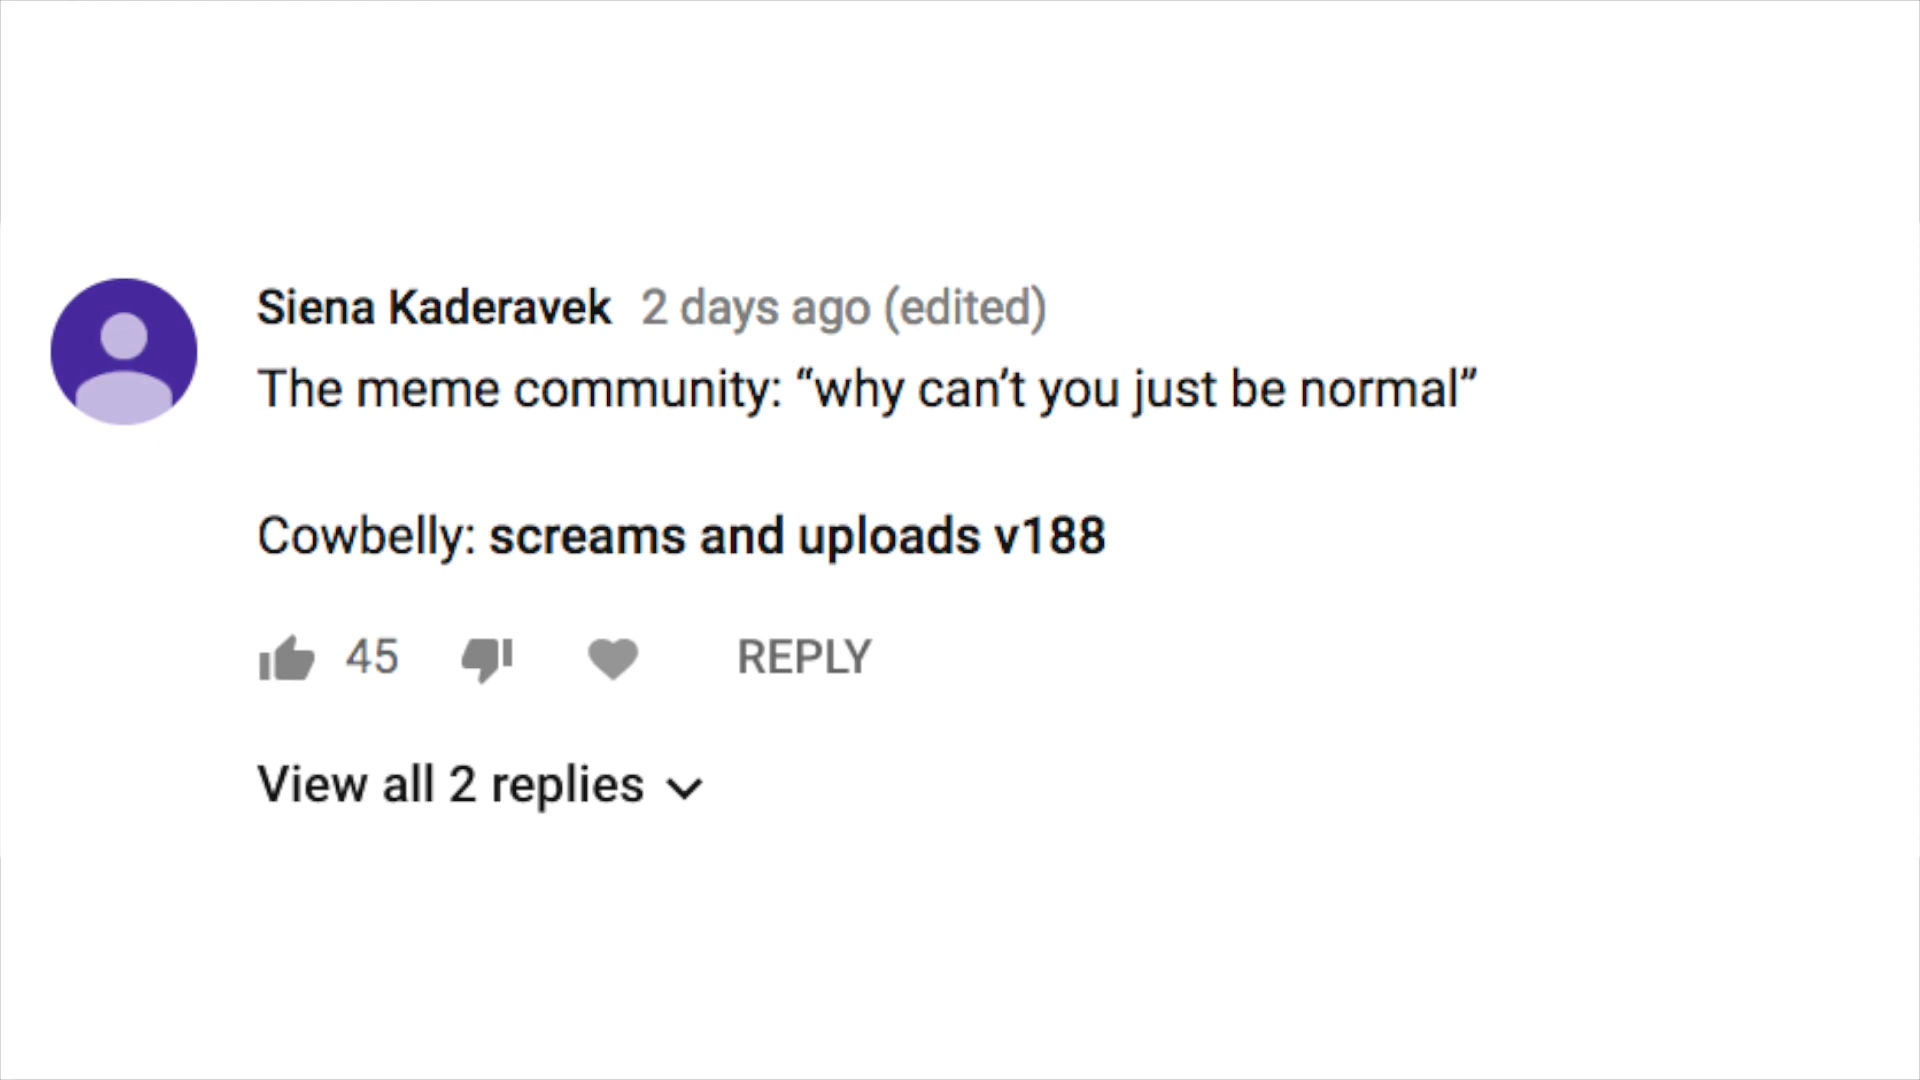 Siena Kaderavek 2 days ago (edited)
The meme community: “why can’t you just be normal”
Cowbelly: screams and uploads v188
45 REPLY
View all 2 replies